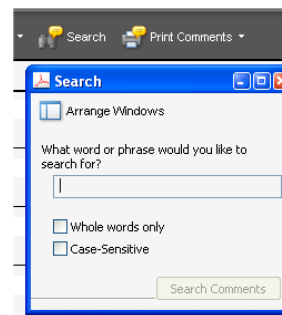 Search Print Comments
Search
Arrange Windows
What word or phrase would you like to
search for?
Whole words only
Case-Sensitive
Search Comments